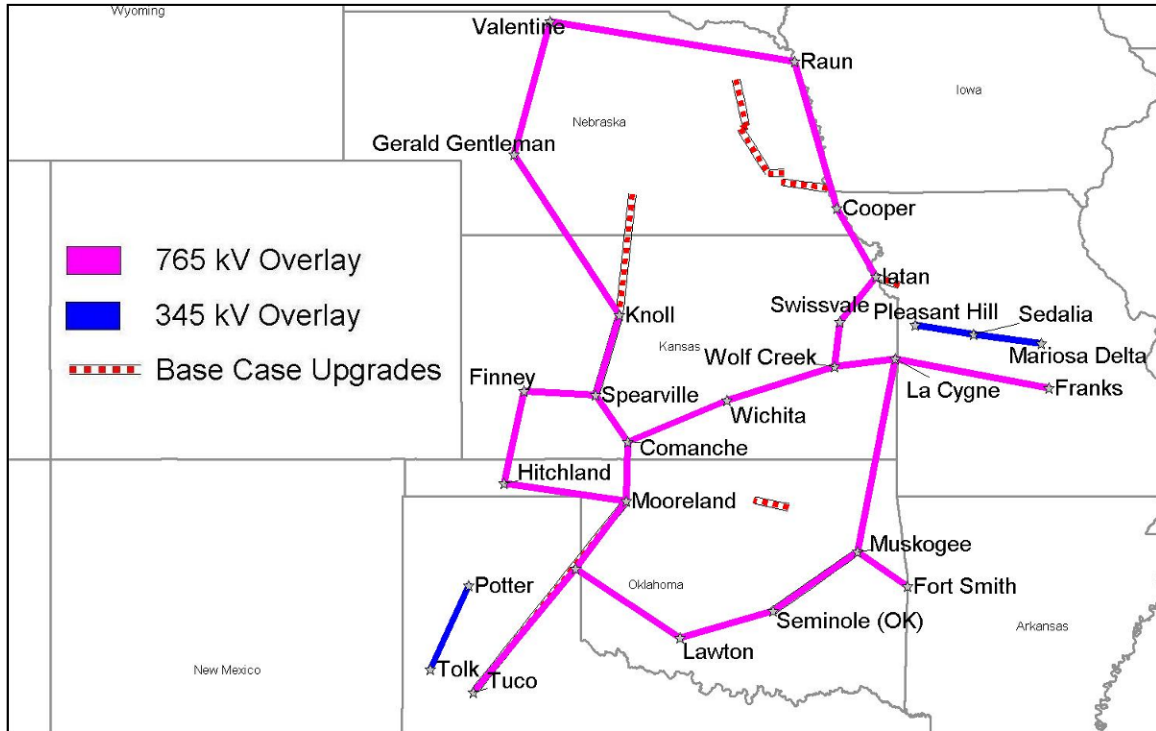 Wyoming
Valentine
Raun
Iowa
Nebraska
Gerald Gentleman
Cooper
765 kV Overlay
345 kV Overlay
Base Case Upgrades
Iatan
Swissvale
Pleasant Hill
Sedalia
Knoll
Kansas
Wolf Creek
Mariosa Delta
La Cygne
Franks
Finney
Spearville
Wichita
Comanche
Hitchland
Mooreland
Muskogee
Potter
Oklahoma
Fort Smith
Seminole (OK)
Arkansas
Lawton
New Mexico
Tolk
Tuco